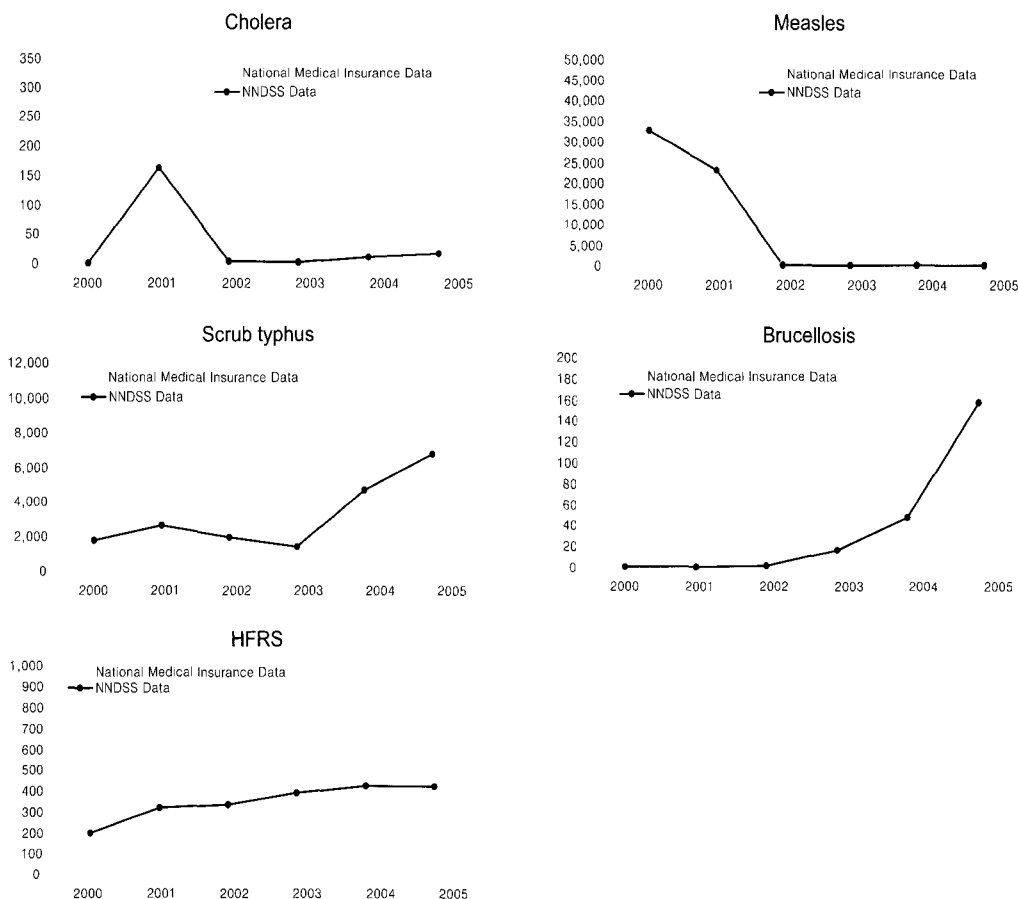 Cholera
350
300
250
200
150
100
50
0
National Medical Insurance Data
NNDSS Data
2000 2001 2002 2003 2004 2005
Measles
50,000
45,000
40,000
35,000
30,000
25,000
20,000
15,000
10,000
5,000
0
National Medical Insurance Data
NNDSS Data
2000 2001 2002 2003 2004 2005
Scrub typhus
12,000
10,000
8,000
6,000
4,000
2,000
0
National Medical Insurance Data
NNDSS Data
2000 2001 2002 2003 2004 2005
Brucellosis
200
180
160
140
120
100
80
60
40
20
0
National Medical Insurance Data
NNDSS Data
2000 2001 2002 2003 2004 2005
HFRS
1,000
900
800
700
600
500
400
300
200
100
0
National Medical Insurance Data
NNDSS Data
2000 2001 2002 2003 2004 2005